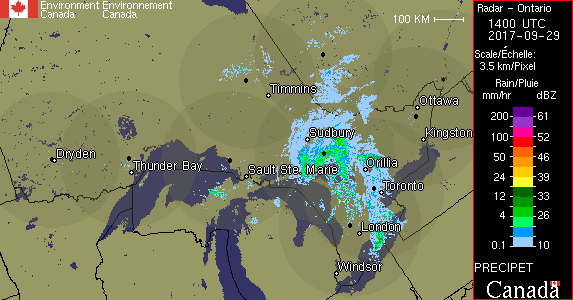 Environment Environnement
Canada Canada
100 KM
Timmins
Ottawa
Sudbury
Kingston
Dryden
Thunder Bay
Sault Ste. Marie
Orillia
Toronto
London
Windsor
Radar - Ontario
1400 UTC
2017-09-29
Scale/Échelle:
3.5 km/Pixel
Rain/Pluie
mm/hr dBZ
200 61
100 52
50 46
24 39
12 33
4 26
2 20
0.1 10
PRECIPET
Canada